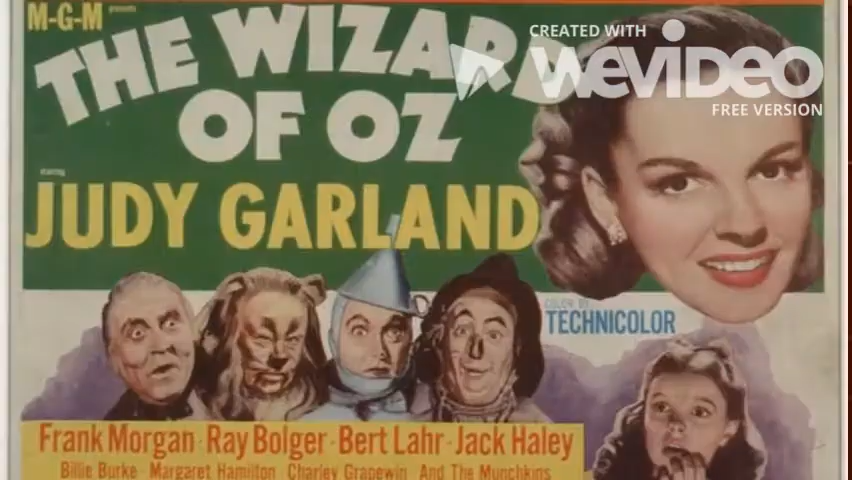 M-G-M presents
CREATED WITH
WEVIDEO
FREE VERSION
THE WIZARD
OF OZ
starring
JUDY GARLAND
COLOR BY
TECHNICOLOR
Frank Morgan · Ray Bolger · Bert Lahr · Jack Haley
Billie Burke · Margaret Hamilton · Charley Grapewin · And The Munchkins